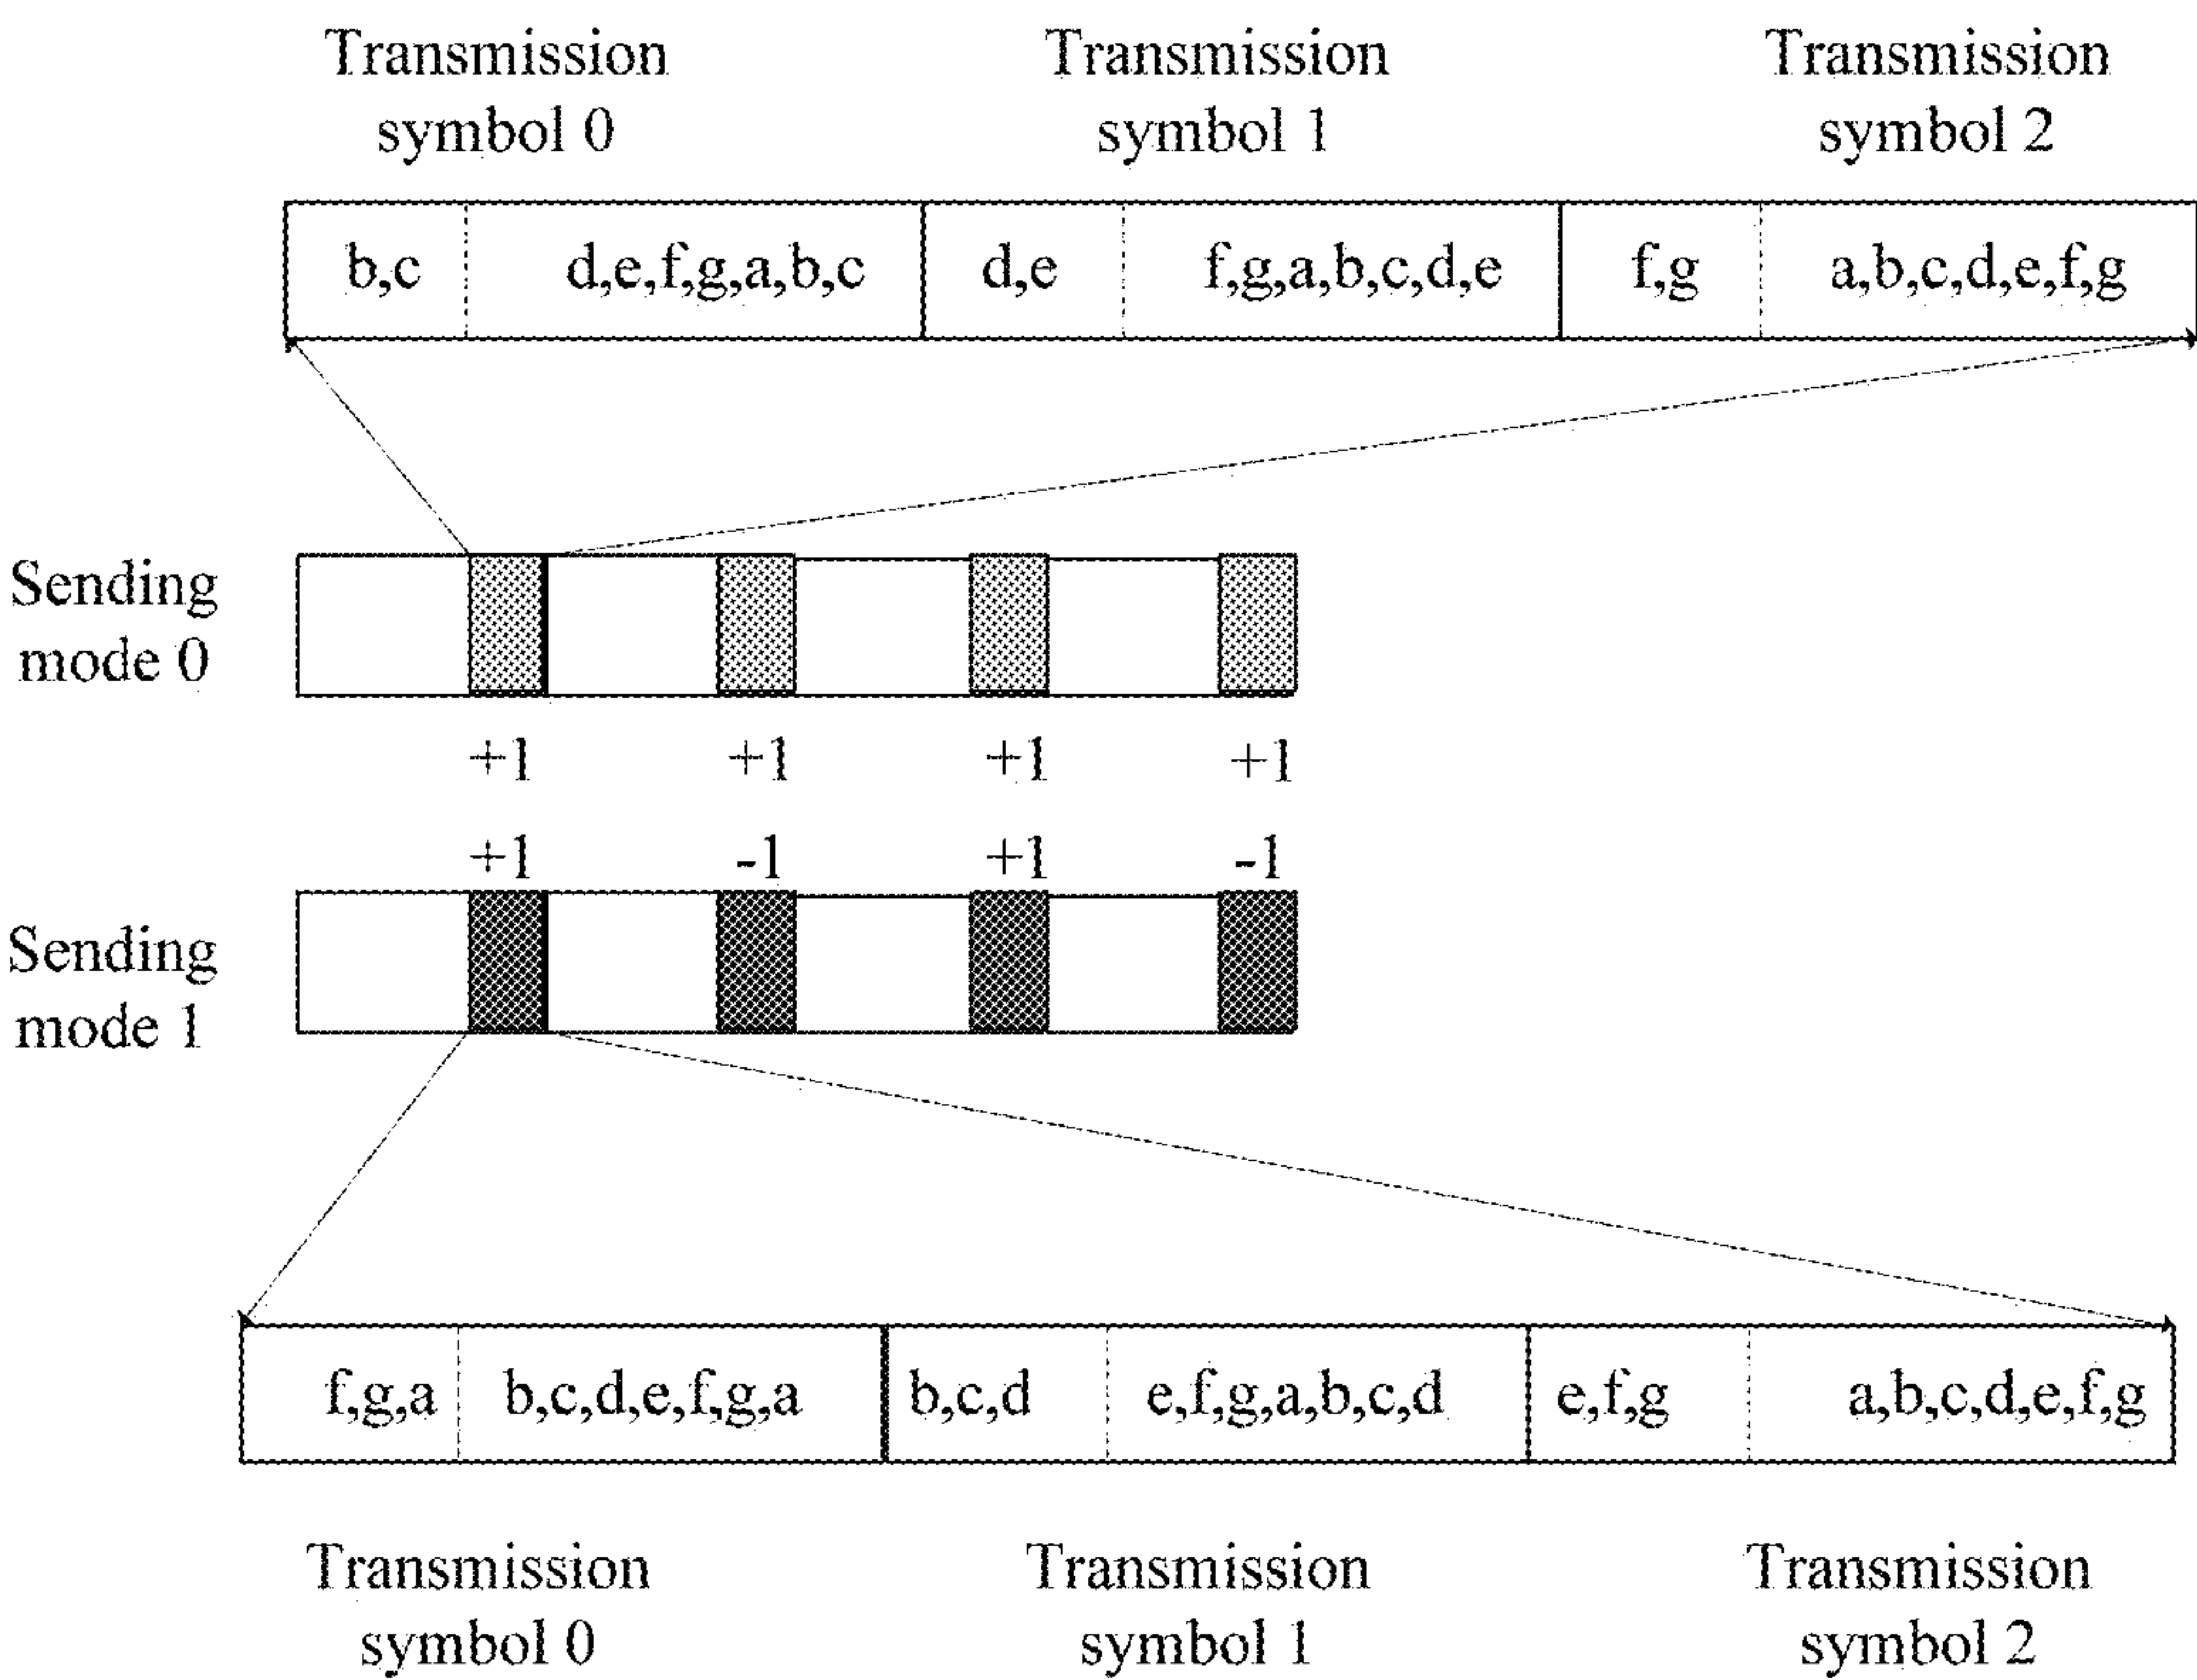 Transmission symbol 0
Transmission symbol 1
Transmission symbol 2
b,c
d,e,f,g,a,b,c
d,e
f,g,a,b,c,d,e
f,g
a,b,c,d,e,f,g
Sending
mode 0
+1
+1
+1
+1
+1
-1
+1
-1
Sending
mode 1
f,g,a
b,c,d,e,f,g,a
b,c,d
e,f,g,a,b,c,d
e,f,g
a,b,c,d,e,f,g
Transmission symbol 0
Transmission symbol 1
Transmission symbol 2